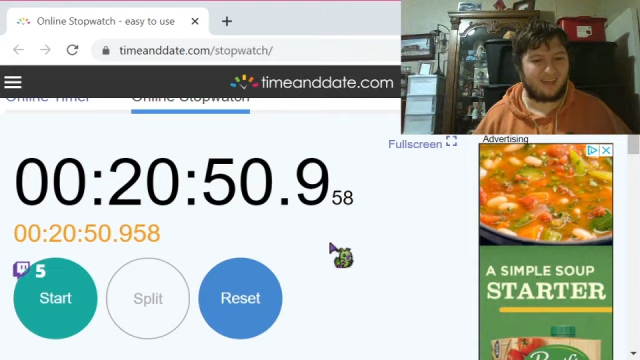 Online Stopwatch - easy to use
timeanddate.com/stopwatch/
timeanddate.com
Online Timer
Online Stopwatch
Fullscreen
Advertising
00:20:50.958
00:20:50.958
5
Start
Split
Reset
A SIMPLE SOUP
STARTER